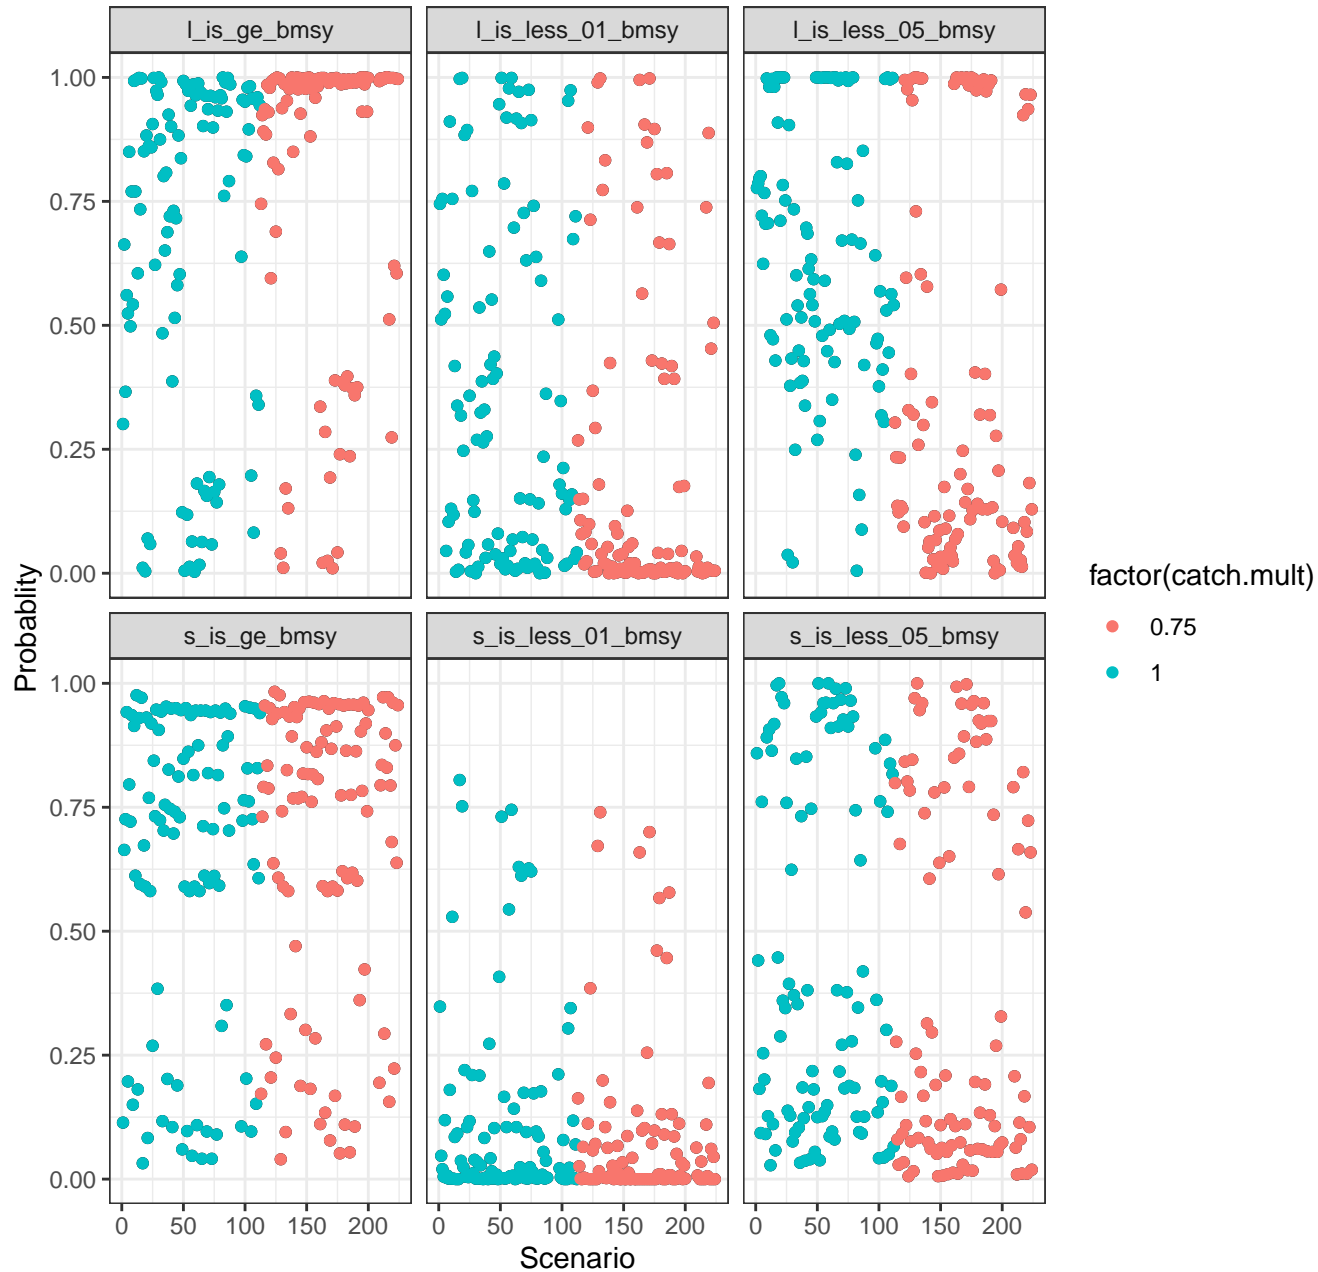 l_is_ge_bmsy l_is_less_01_bmsy l_is_less_05_bmsy
1.00
0.75
0.50
0.25
0.00
s_is_ge_bmsy s_is_less_01_bmsy s_is_less_05_bmsy
1.00
0.75
0.50
0.25
0.00
0 50 100 150 200 0 50 100 150 200 0 50 100 150 200
Scenario
Probablity
factor(catch.mult)
0.75
1